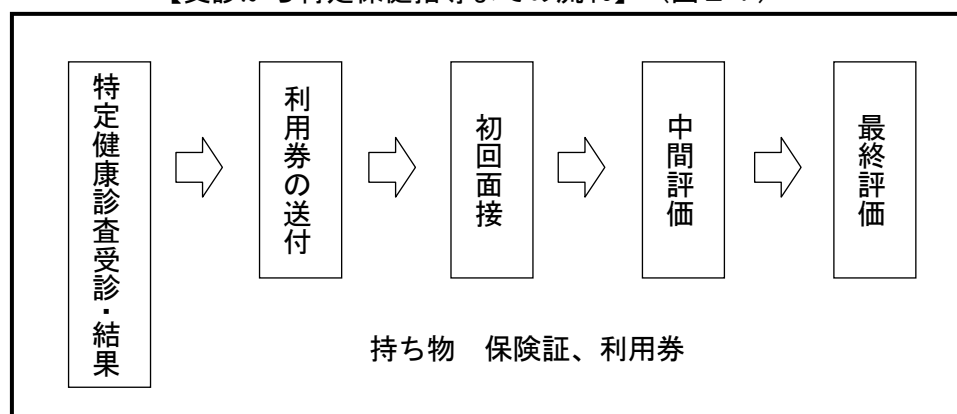 特定健康診査受診・結果
利用券の送付
初回面接
中間評価
最終評価
持ち物　保険証、利用券